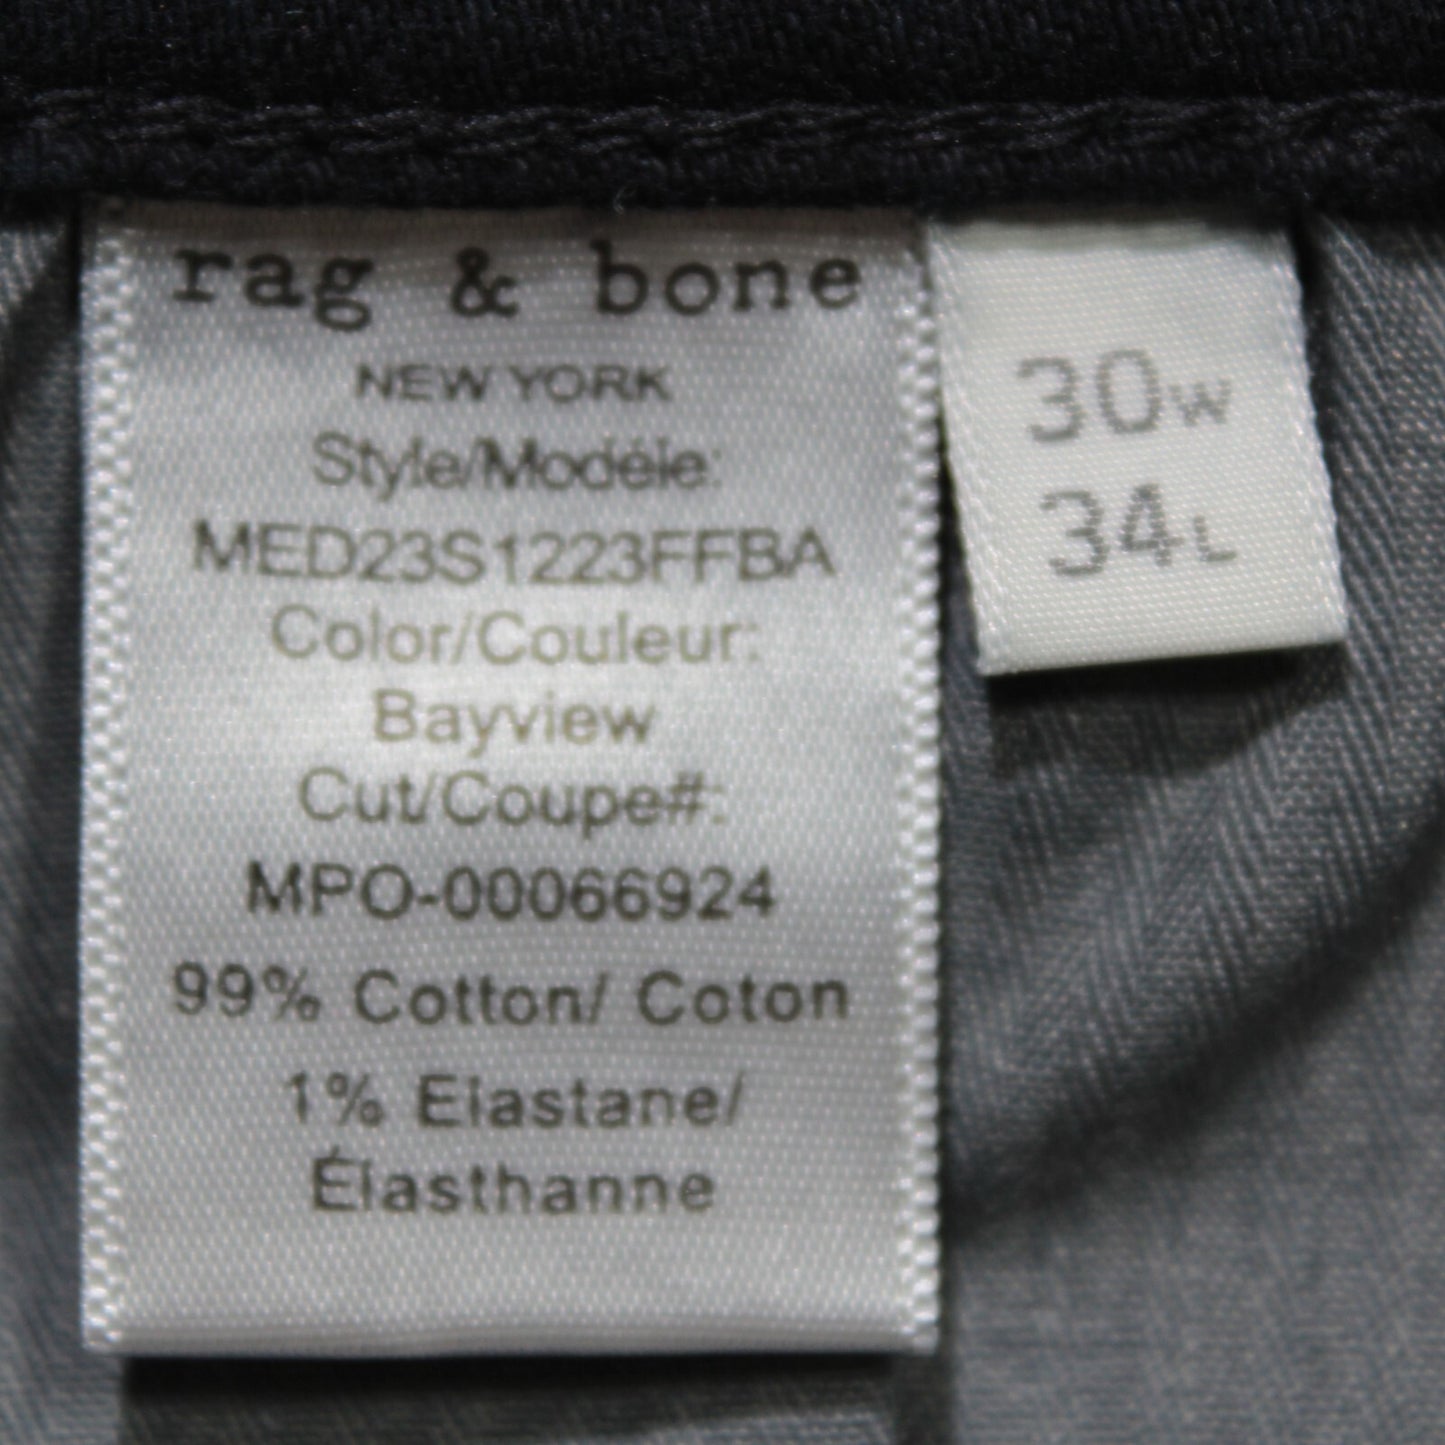 rag & bone
NEW YORK
Style/Modéle:
MED23S1223FFBA
Color/Couleur:
Bayview
Cut/Coupe#:
MPO-00066924
99% Cotton/ Coton
1% Elastane/
Élasthanne
30W
34L